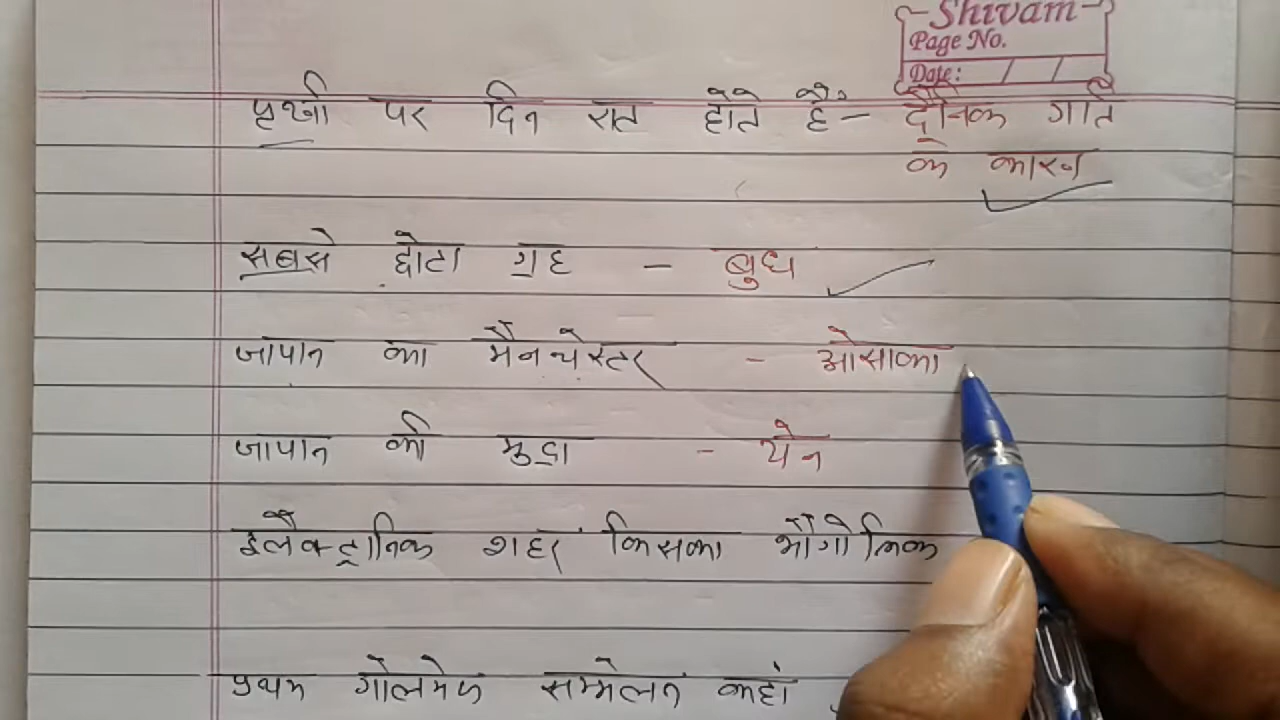 Shivam
Page No.
Date: / /
पृथ्वी पर दिन रात होते हैं - दैनिक गति
के कारण
सबसे छोटा ग्रह - बुध
जापान का मैनचेस्टर - ओसाका
जापान की मुद्रा - येन
इलैक्ट्रानिक शहर किसका भौगोलिक
प्रथम गोलमेज सम्मेलन कहां